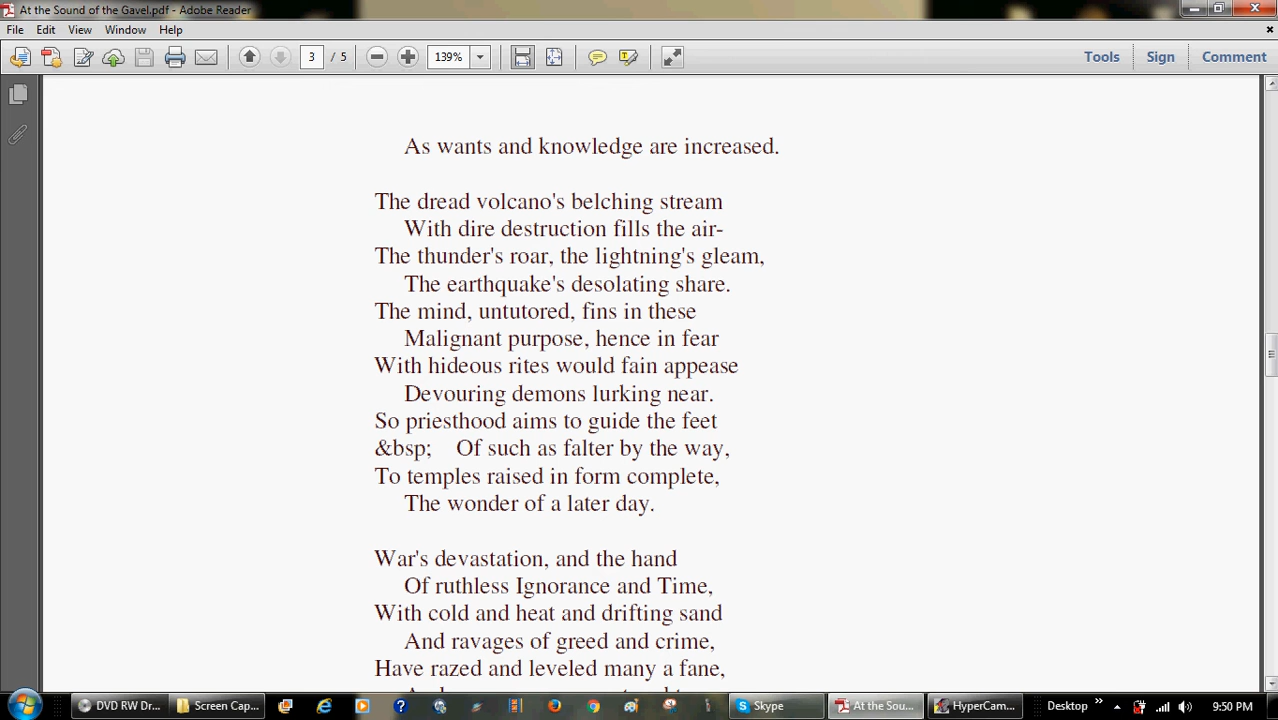 At the Sound of the Gavel.pdf - Adobe Reader
File Edit View Window Help
3 / 5 139% Tools Sign Comment
As wants and knowledge are increased.
The dread volcano's belching stream
With dire destruction fills the air-
The thunder's roar, the lightning's gleam,
The earthquake's desolating share.
The mind, untutored, fins in these
Malignant purpose, hence in fear
With hideous rites would fain appease
Devouring demons lurking near.
So priesthood aims to guide the feet
&bsp; Of such as falter by the way,
To temples raised in form complete,
The wonder of a later day.
War's devastation, and the hand
Of ruthless Ignorance and Time,
With cold and heat and drifting sand
And ravages of greed and crime,
Have razed and leveled many a fane,
DVD RW Dr... Screen Cap... Skype At the Sou... HyperCam... Desktop 9:50 PM